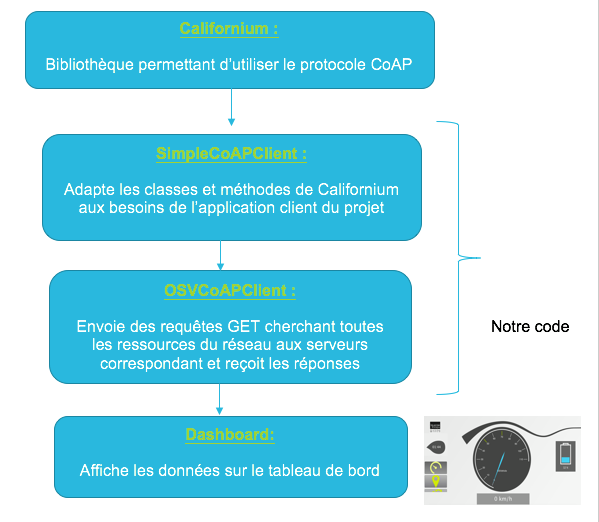 Californium :
Bibliothèque permettant d'utiliser le protocole CoAP
SimpleCoAPClient :
Adapte les classes et méthodes de Californium
aux besoins de l'application client du projet
OSVCoAPClient :
Envoie des requêtes GET cherchant toutes
les ressources du réseau aux serveurs
correspondant et reçoit les réponses
Notre code
Dashboard:
Affiche les données sur le tableau de bord
0 km/h